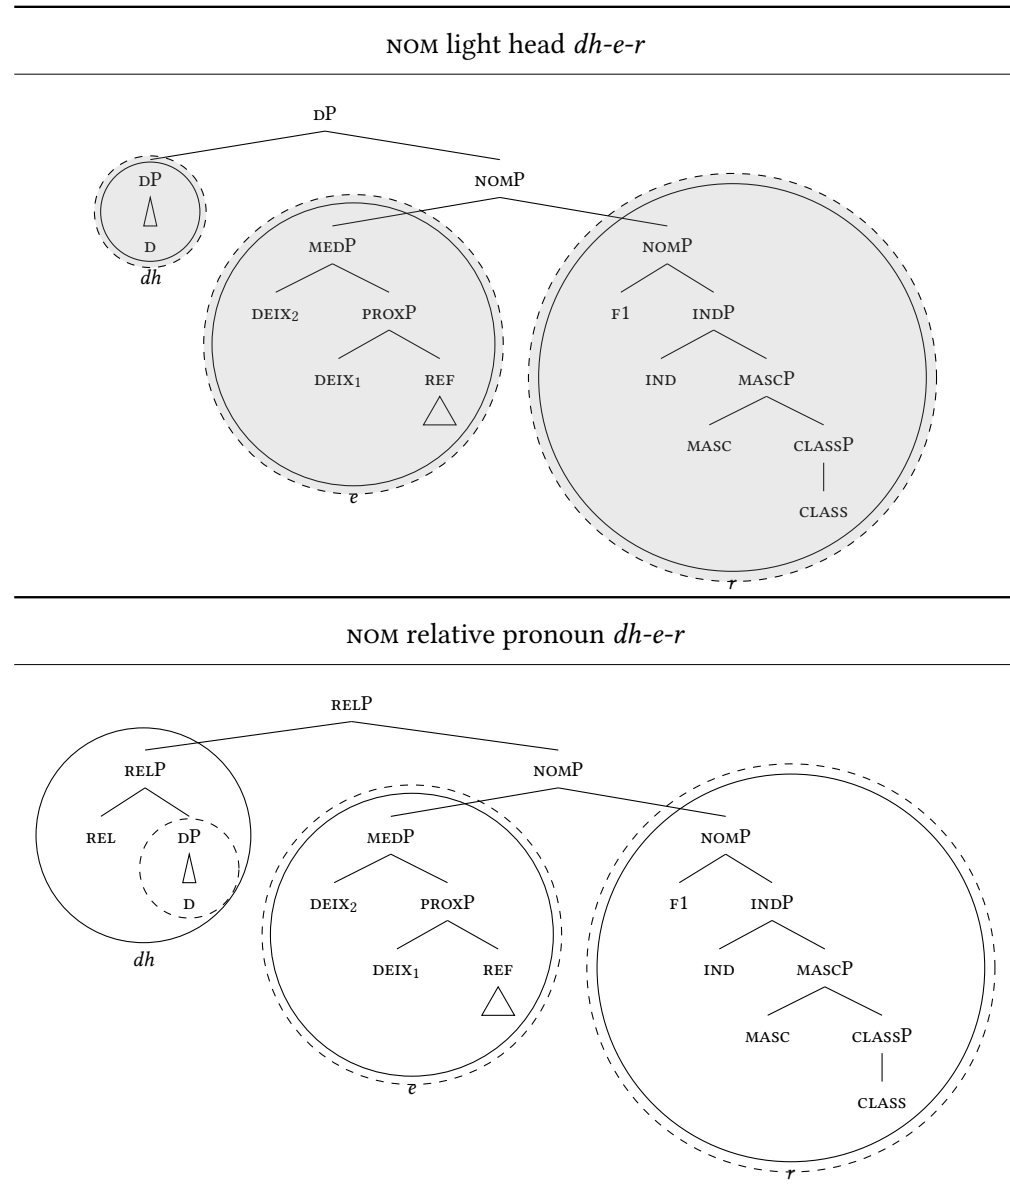 NOM light head dh-e-r
DP
DP NOMP
D MEDP NOMP
dh
DEIX2 PROXP F1 INDP
DEIX1 REF IND MASCP
MASC CLASSP
e CLASS
r
NOM relative pronoun dh-e-r
RELP
RELP NOMP
REL DP MEDP NOMP
D DEIX2 PROXP F1 INDP
dh DEIX1 REF IND MASCP
MASC CLASSP
e CLASS
r